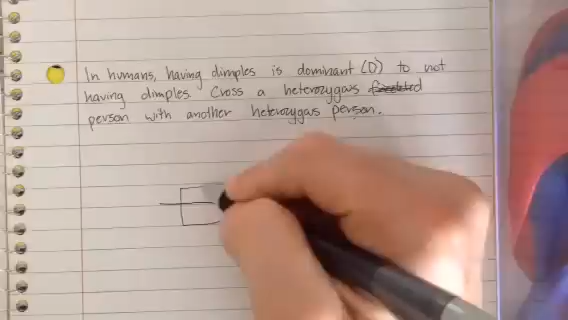 In humans, having dimples is dominant (D) to not
having dimples. Cross a heterozygous
person with another heterozygous person.